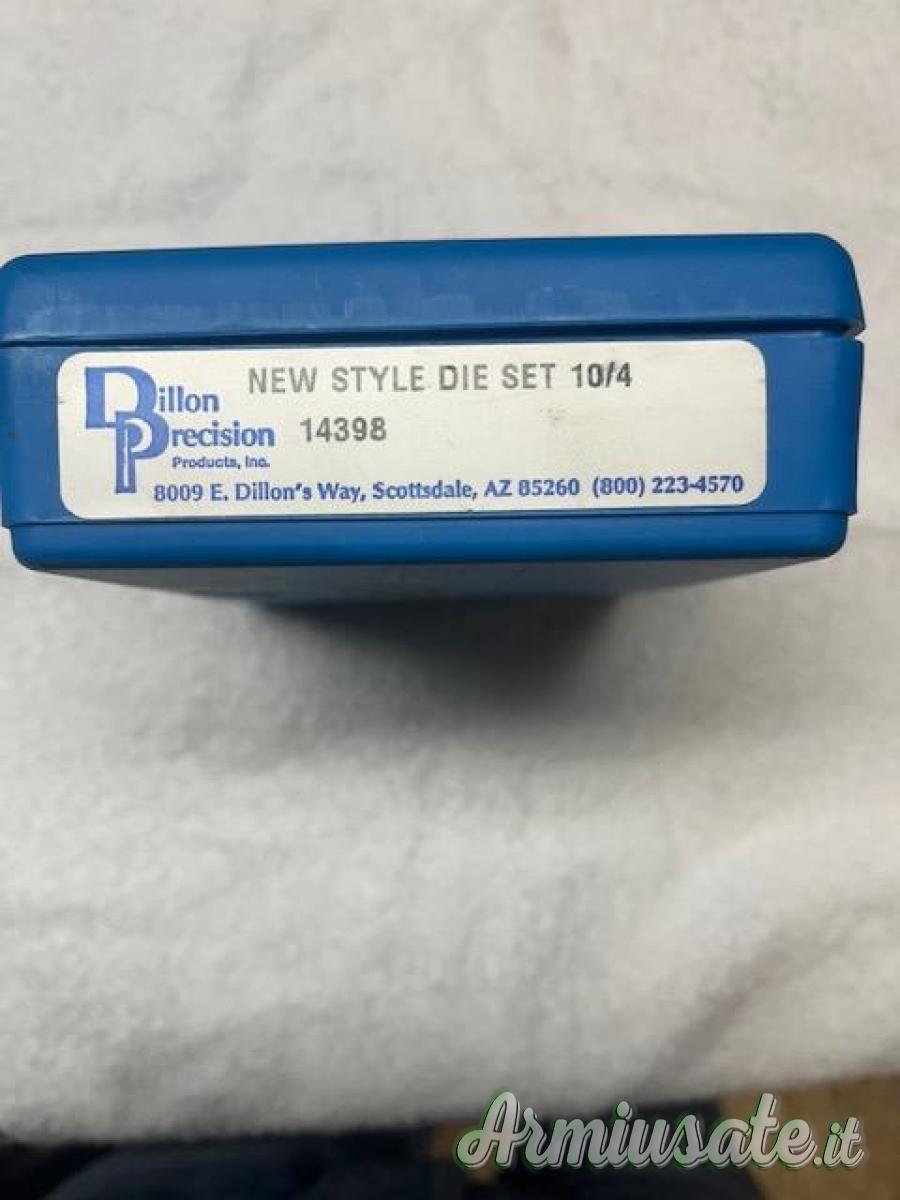 Dillon NEW STYLE DIE SET 10/4
Precision 14398
Products, Inc.
8009 E. Dillon's Way, Scottsdale, AZ 85260 (800) 223-4570
Armiusate.it